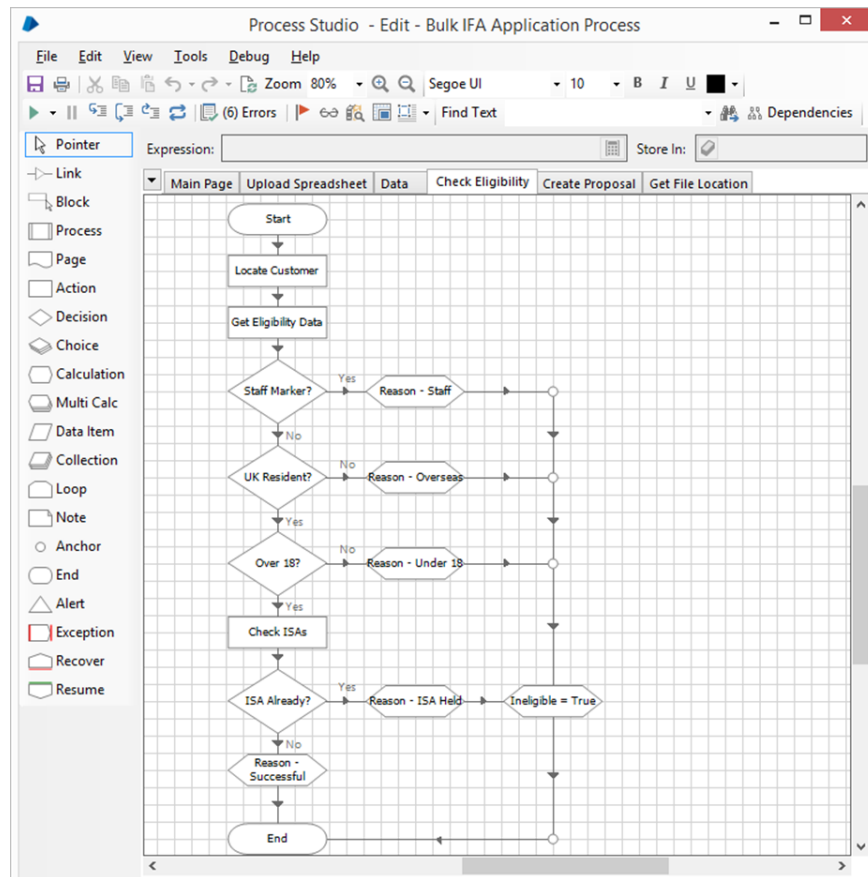 Process Studio - Edit - Bulk IFA Application Process
File Edit View Tools Debug Help
Zoom 80% Segoe UI 10 B I U
(6) Errors Find Text Dependencies
Pointer
Link
Block
Process
Page
Action
Decision
Choice
Calculation
Multi Calc
Data Item
Collection
Loop
Note
Anchor
End
Alert
Exception
Recover
Resume
Expression: Store In:
Main Page Upload Spreadsheet Data Check Eligibility Create Proposal Get File Location
Start
Locate Customer
Get Eligibility Data
Staff Marker? Yes Reason - Staff
No
UK Resident? No Reason - Overseas
Yes
Over 18? No Reason - Under 18
Yes
Check ISAs
ISA Already? Yes Reason - ISA Held Ineligible = True
No
Reason -
Successful
End